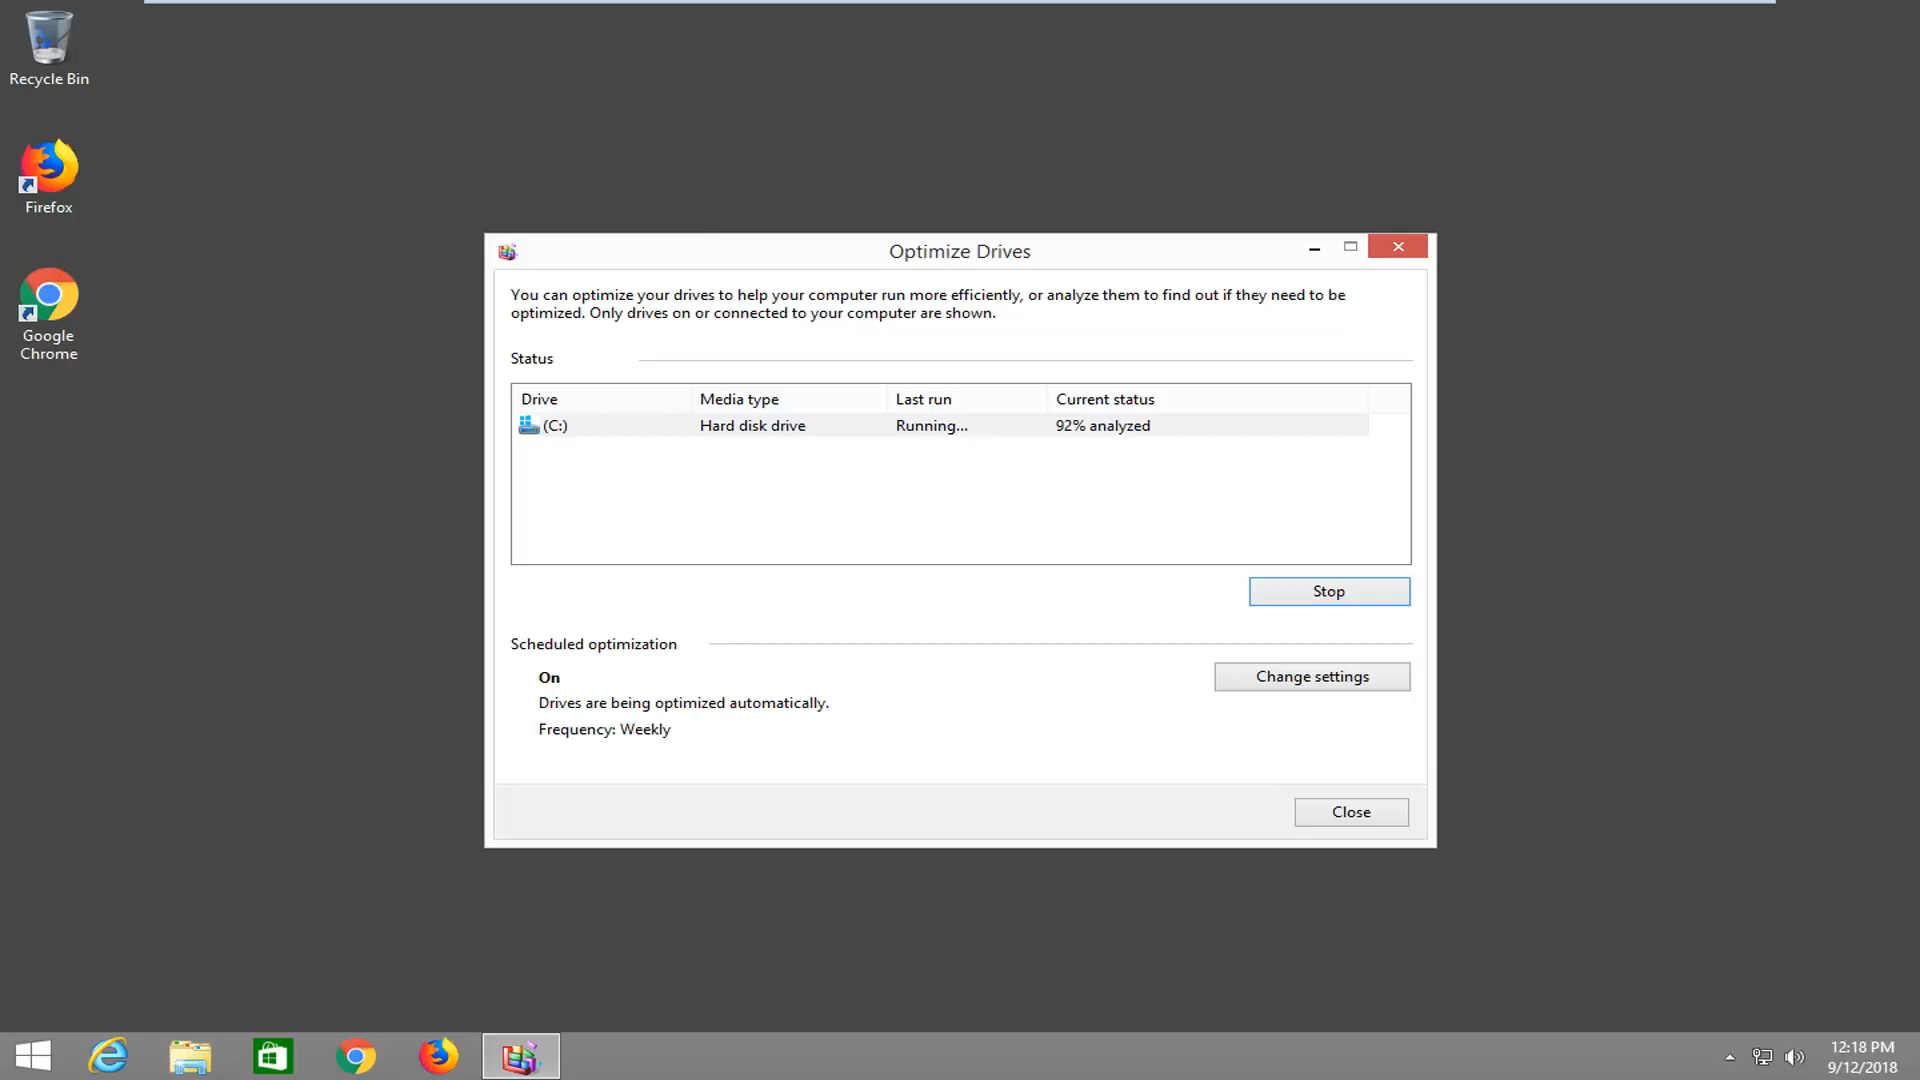 Recycle Bin
Firefox
Google
Chrome
Optimize Drives
You can optimize your drives to help your computer run more efficiently, or analyze them to find out if they need to be
optimized. Only drives on or connected to your computer are shown.
Status
Drive Media type Last run Current status
(C:) Hard disk drive Running... 92% analyzed
Stop
Scheduled optimization
On
Change settings
Drives are being optimized automatically.
Frequency: Weekly
Close
12:18 PM
9/12/2018